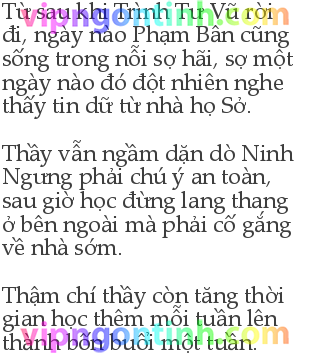 Từ sau khi Trình Tư Vũ rời
đi, ngày nào Phạm Bân cũng
sống trong nỗi sợ hãi, sợ một
ngày nào đó đột nhiên nghe
thấy tin dữ từ nhà họ Sở.

Thầy vẫn ngầm dặn dò Ninh
Ngưng phải chú ý an toàn,
sau giờ học đừng lang thang
ở bên ngoài mà phải cố gắng
về nhà sớm.

Thậm chí thầy còn tăng thời
gian học thêm mỗi tuần lên
thành bốn buổi một tuần.
vipngontinh.com
vipngontinh.com